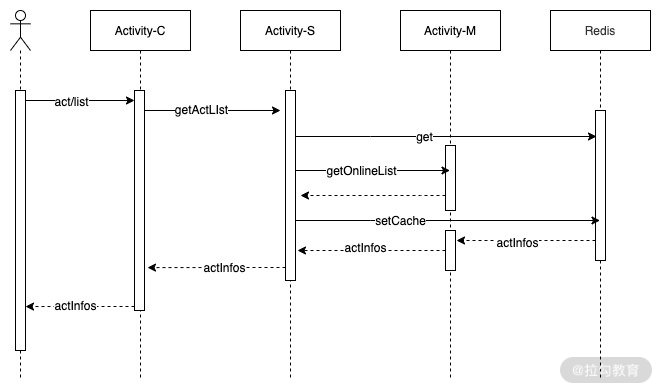 Activity-C
Activity-S
Activity-M
Redis
act/list
getActLIst
get
getOnlineList
setCache
actInfos
actInfos
actInfos
actInfos
@拉勾教育